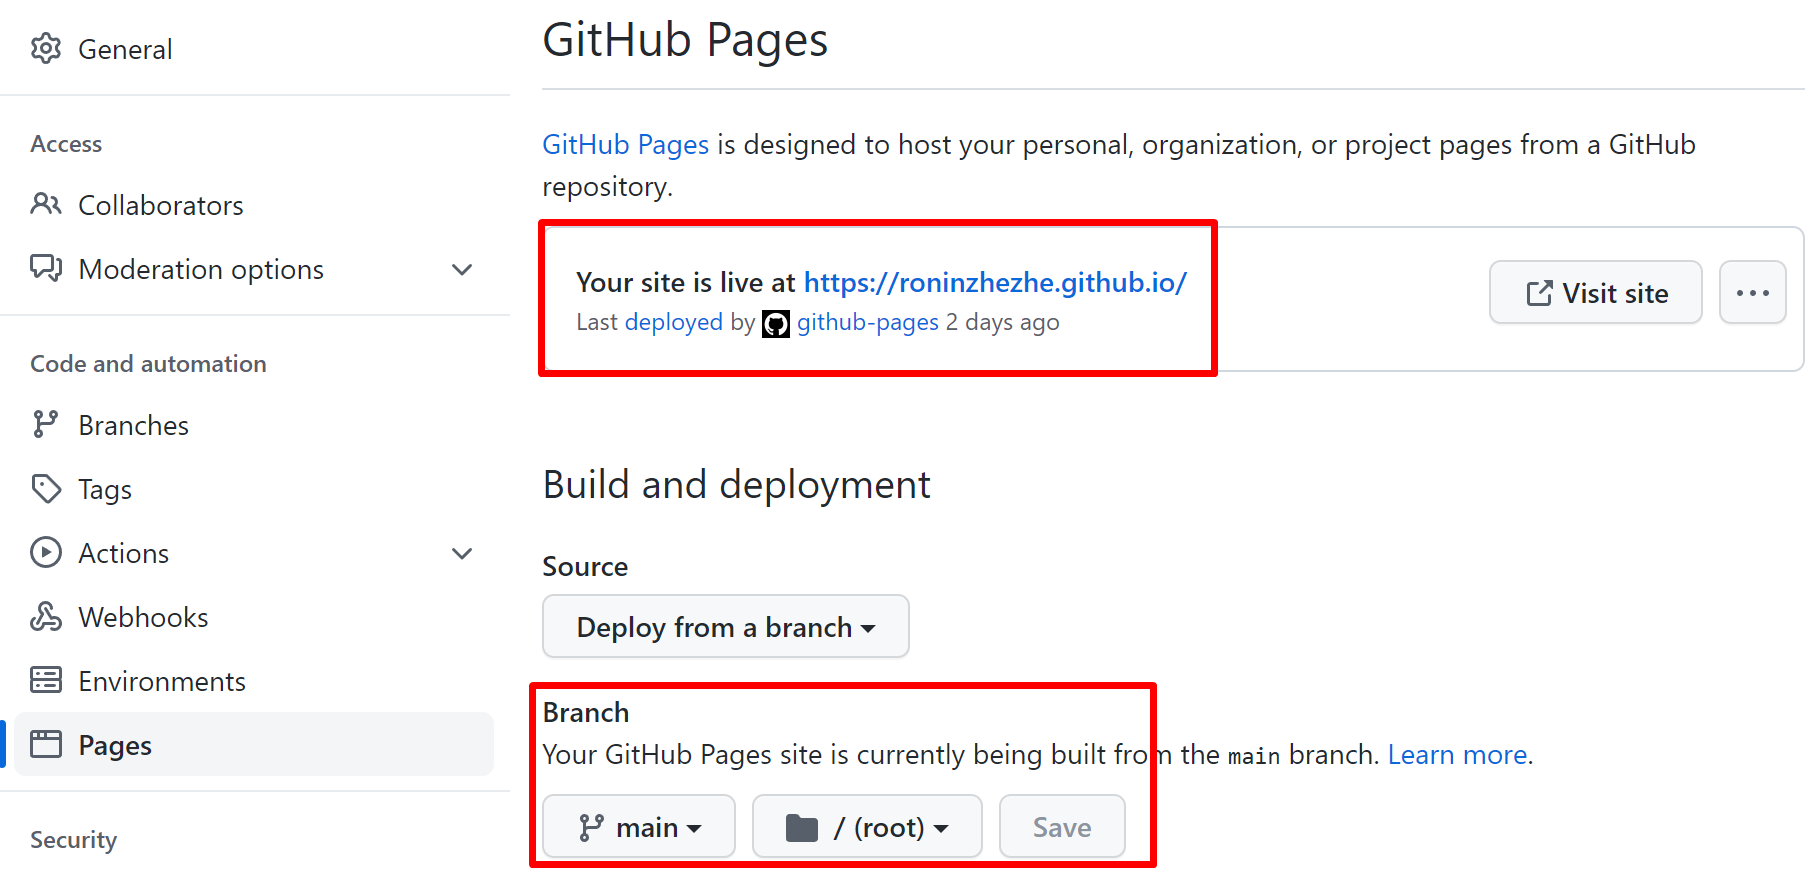 General
Access
Collaborators
Moderation options
Code and automation
Branches
Tags
Actions
Webhooks
Environments
Pages
Security
GitHub Pages
GitHub Pages is designed to host your personal, organization, or project pages from a GitHub
repository.
Your site is live at https://roninzhezhe.github.io/
Last deployed by github-pages 2 days ago
Visit site
Build and deployment
Source
Deploy from a branch
Branch
Your GitHub Pages site is currently being built from the main branch. Learn more.
main / (root) Save